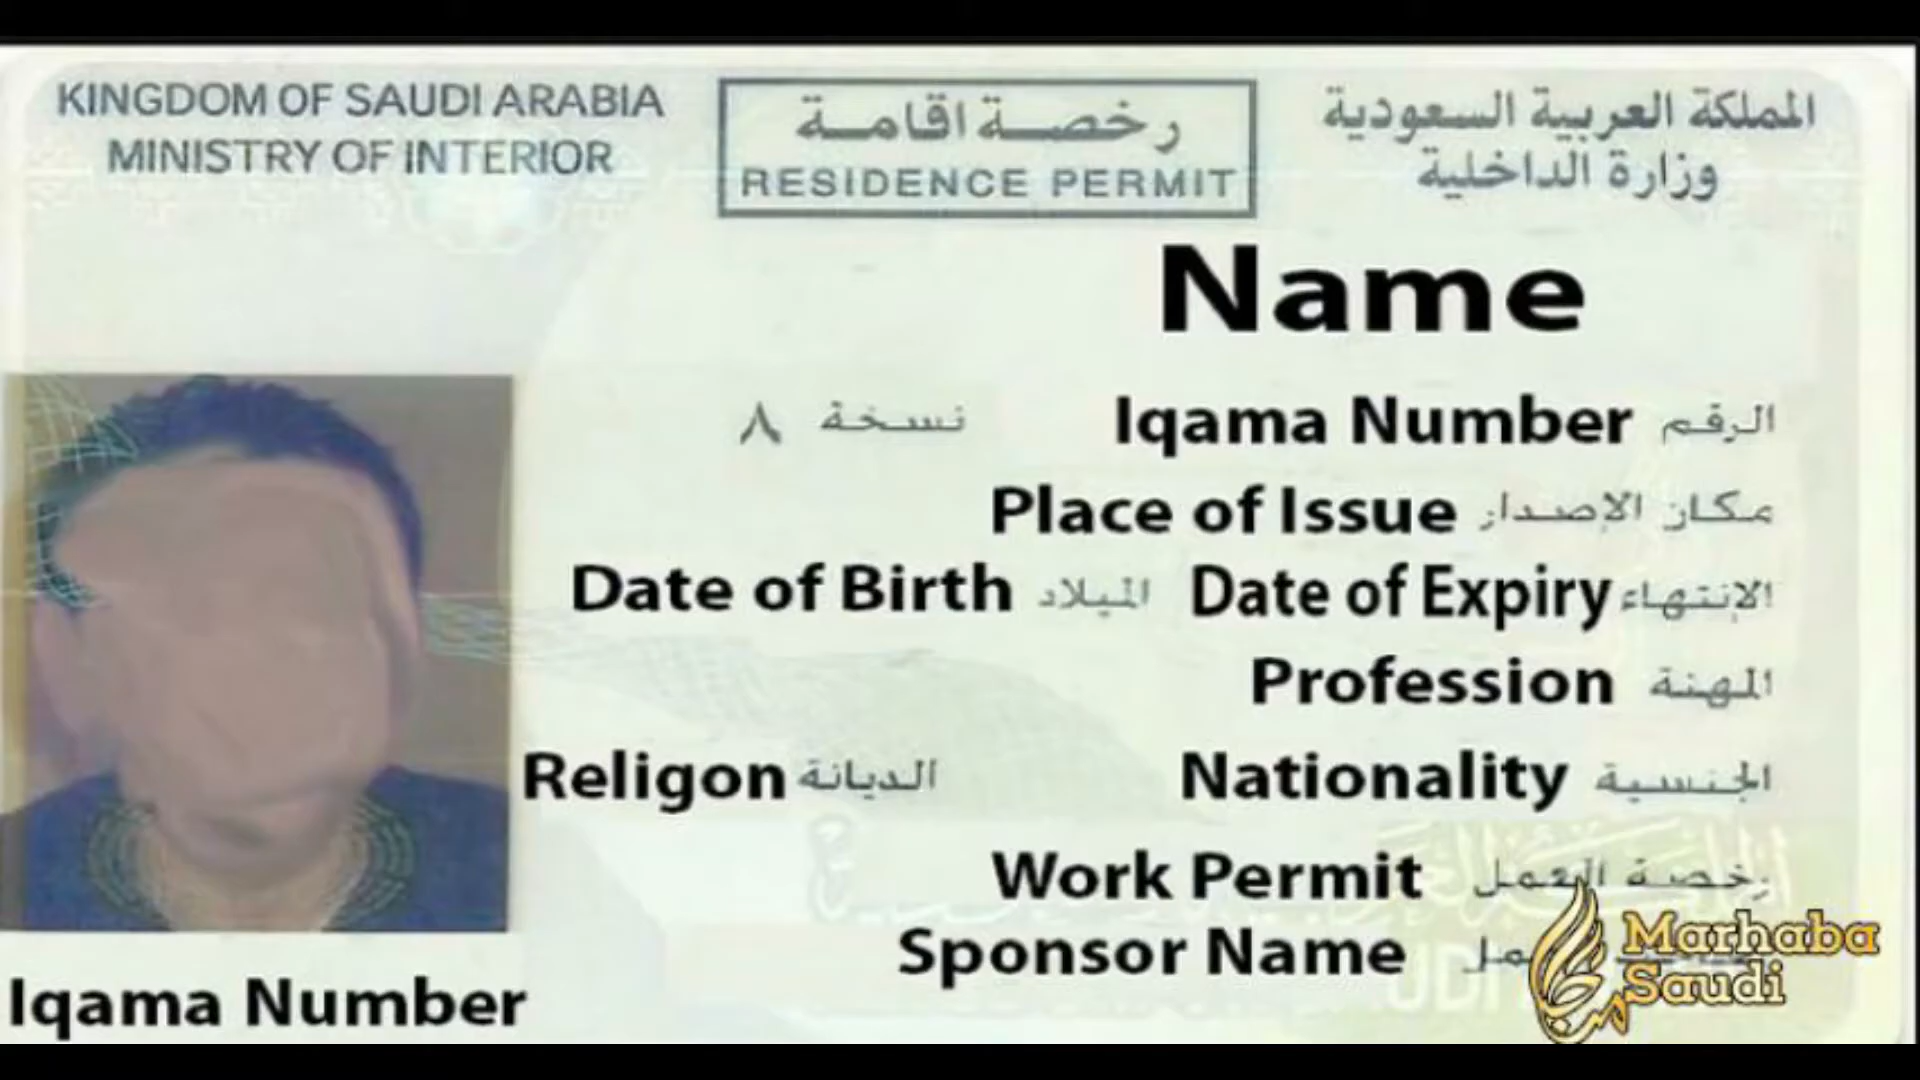 KINGDOM OF SAUDI ARABIA
MINISTRY OF INTERIOR
رخصة اقامة
RESIDENCE PERMIT
المملكة العربية السعودية
وزارة الداخلية
Name
Iqama Number الرقم
نسخة ٨
Place of Issue مكان الإصدار
Date of Expiry الانتهاء
Date of Birth الميلاد
Profession المهنة
Nationality الجنسية
Religon الديانة
Work Permit رخصة العمل
Sponsor Name
Iqama Number
Marhaba
Saudi